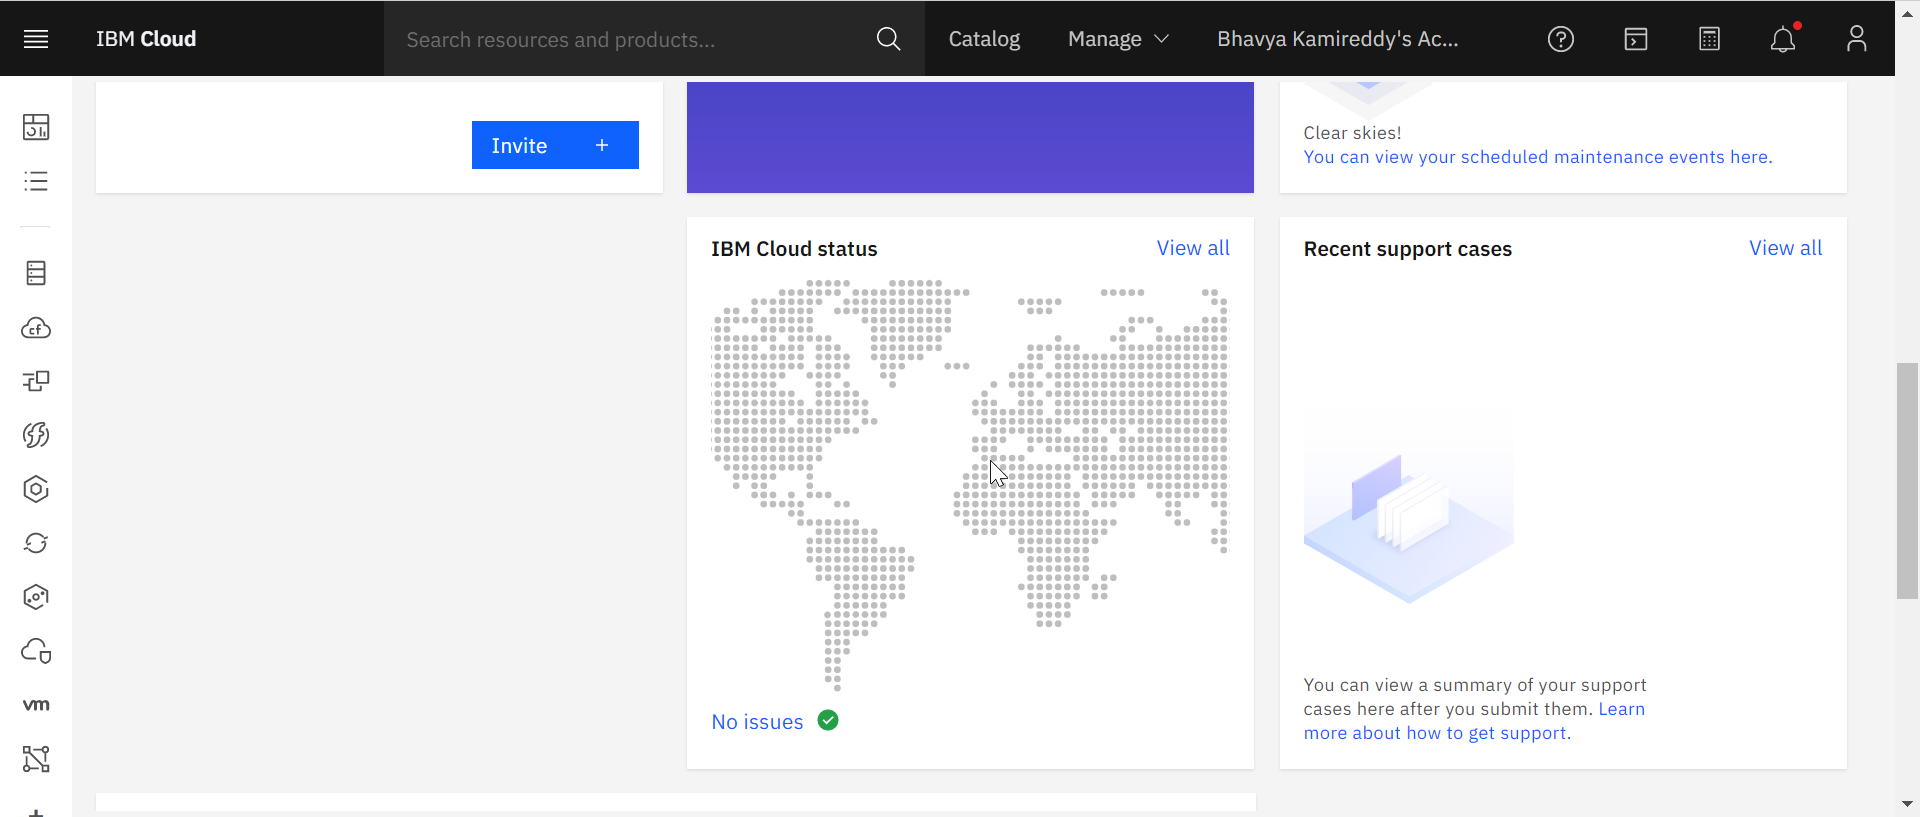 IBM Cloud
Search resources and products...
Catalog
Manage
Bhavya Kamireddy's Ac...
Invite +
Clear skies!
You can view your scheduled maintenance events here.
IBM Cloud status
View all
No issues
Recent support cases
View all
You can view a summary of your support
cases here after you submit them. Learn
more about how to get support.
cf
vm